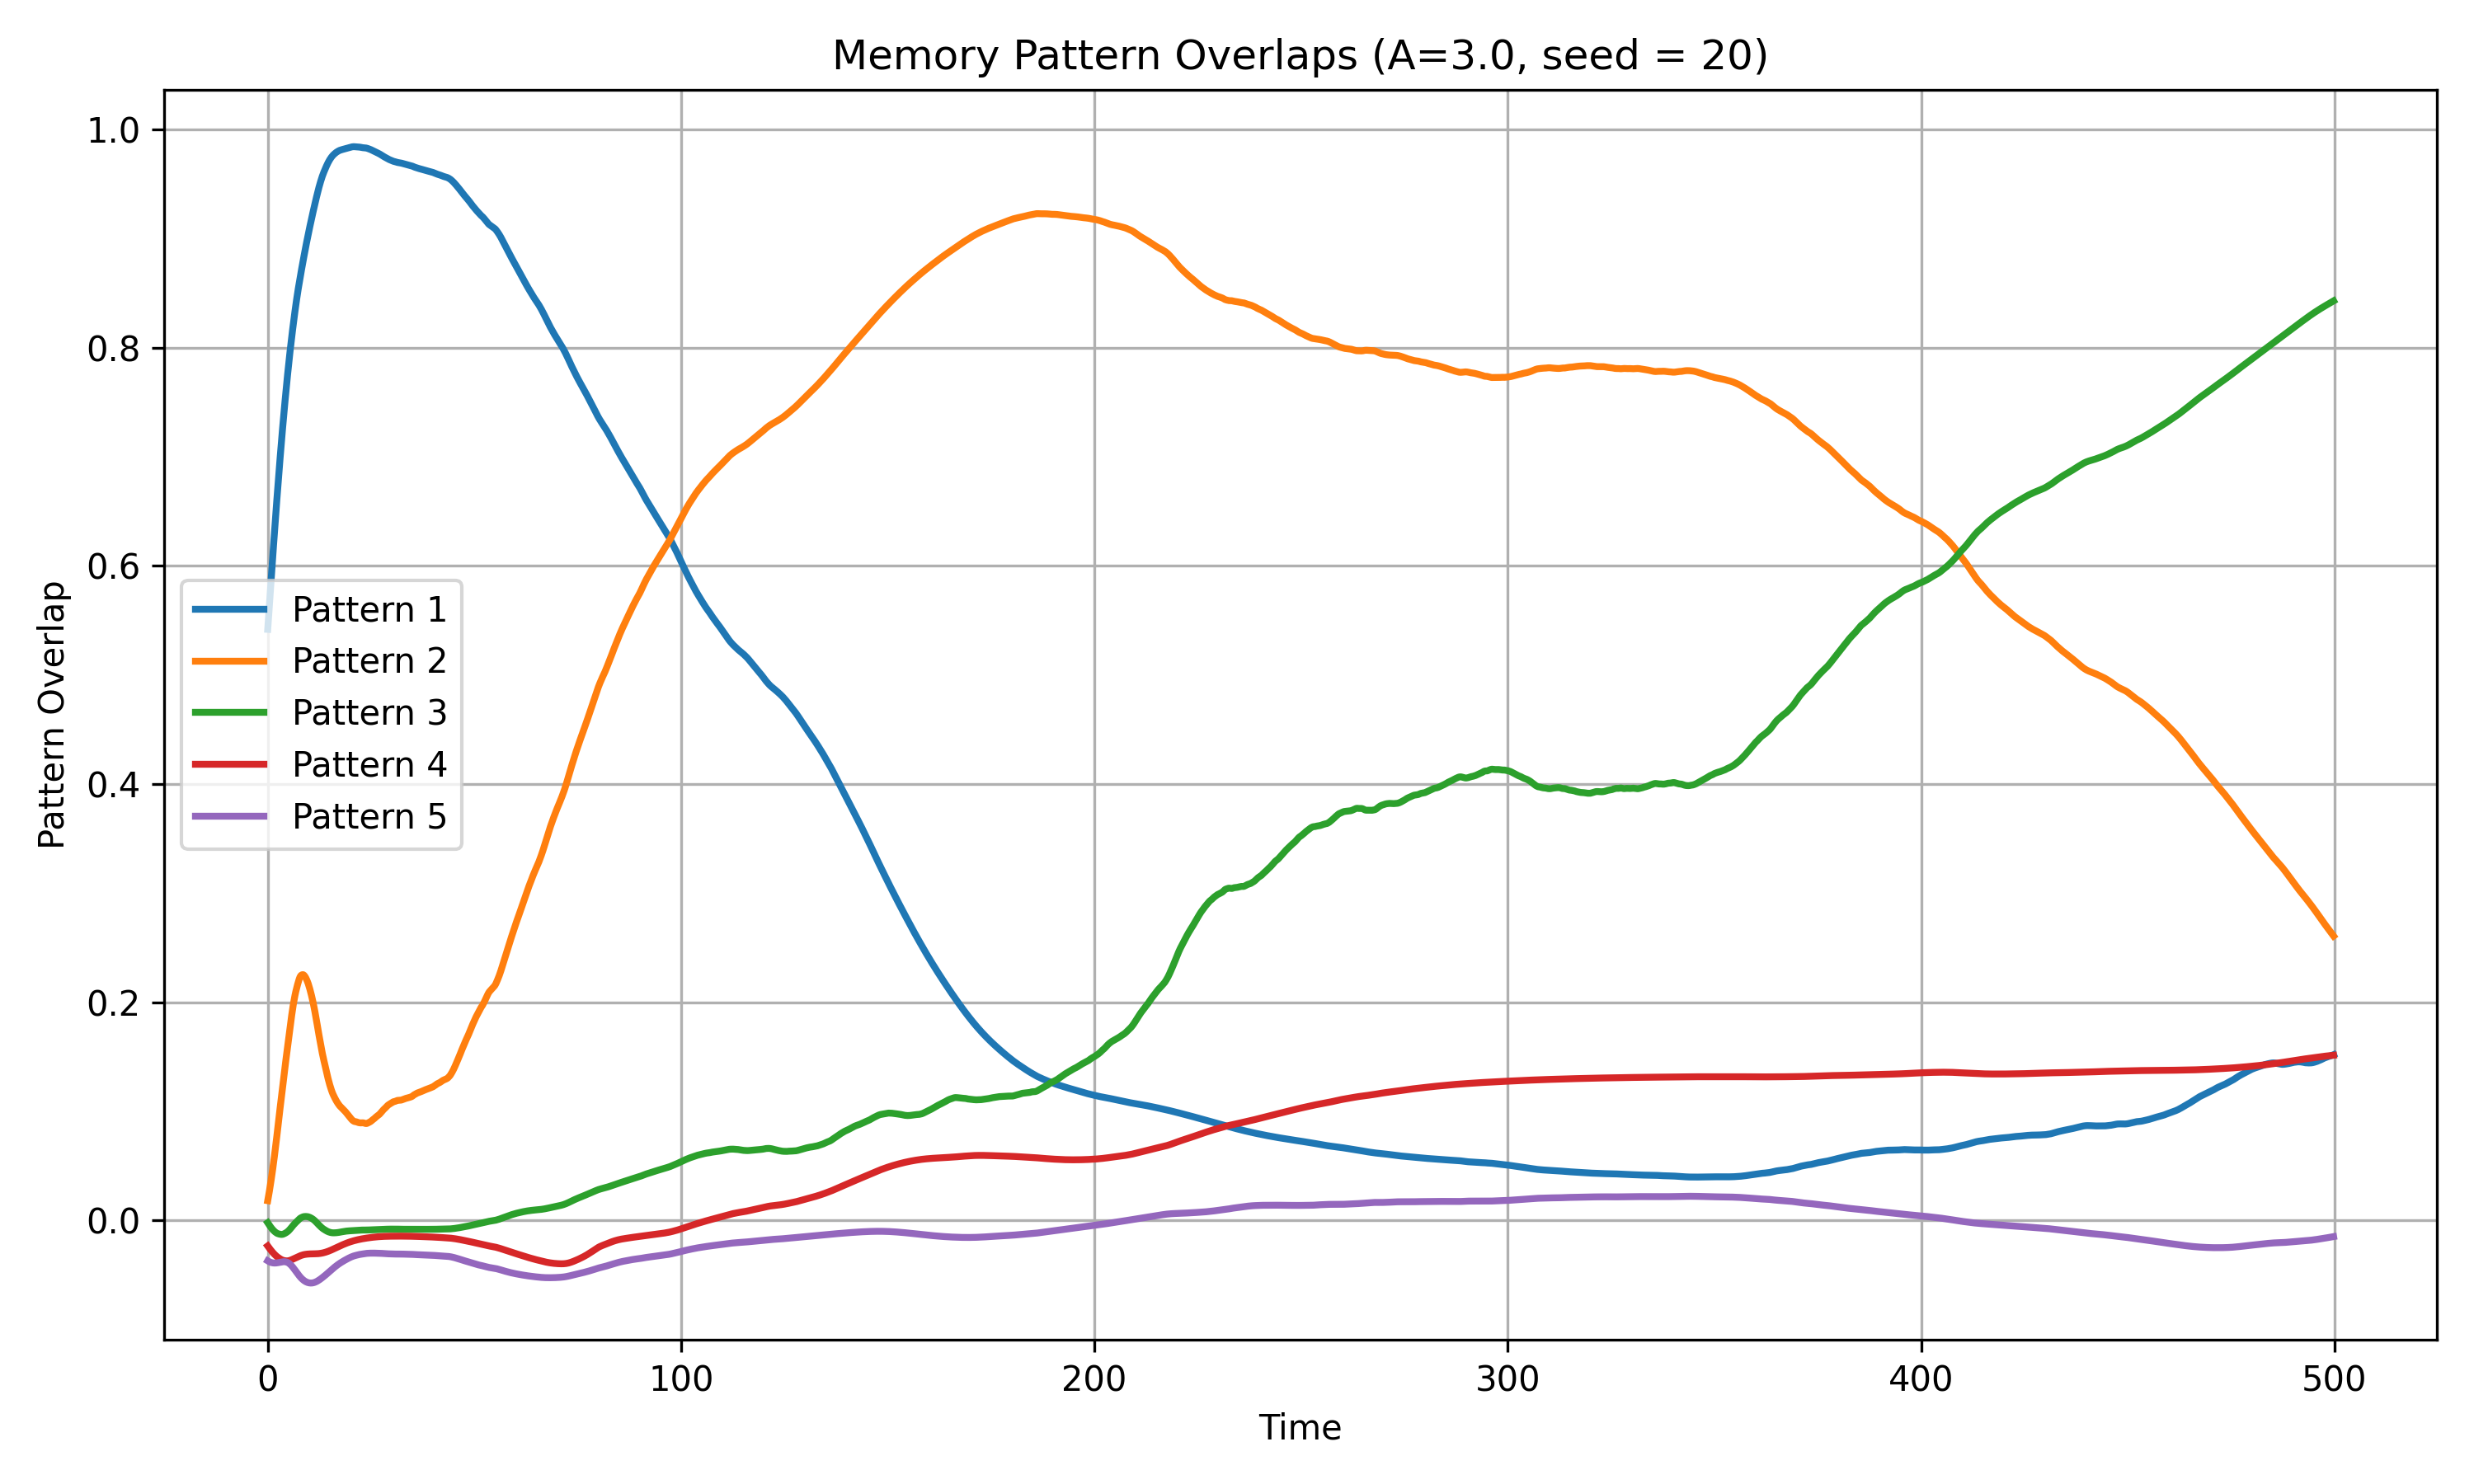 Memory Pattern Overlaps (A=3.0, seed = 20)
Pattern Overlap
1.0
0.8
0.6
0.4
0.2
0.0
Pattern 1
Pattern 2
Pattern 3
Pattern 4
Pattern 5
0 100 200 300 400 500
Time